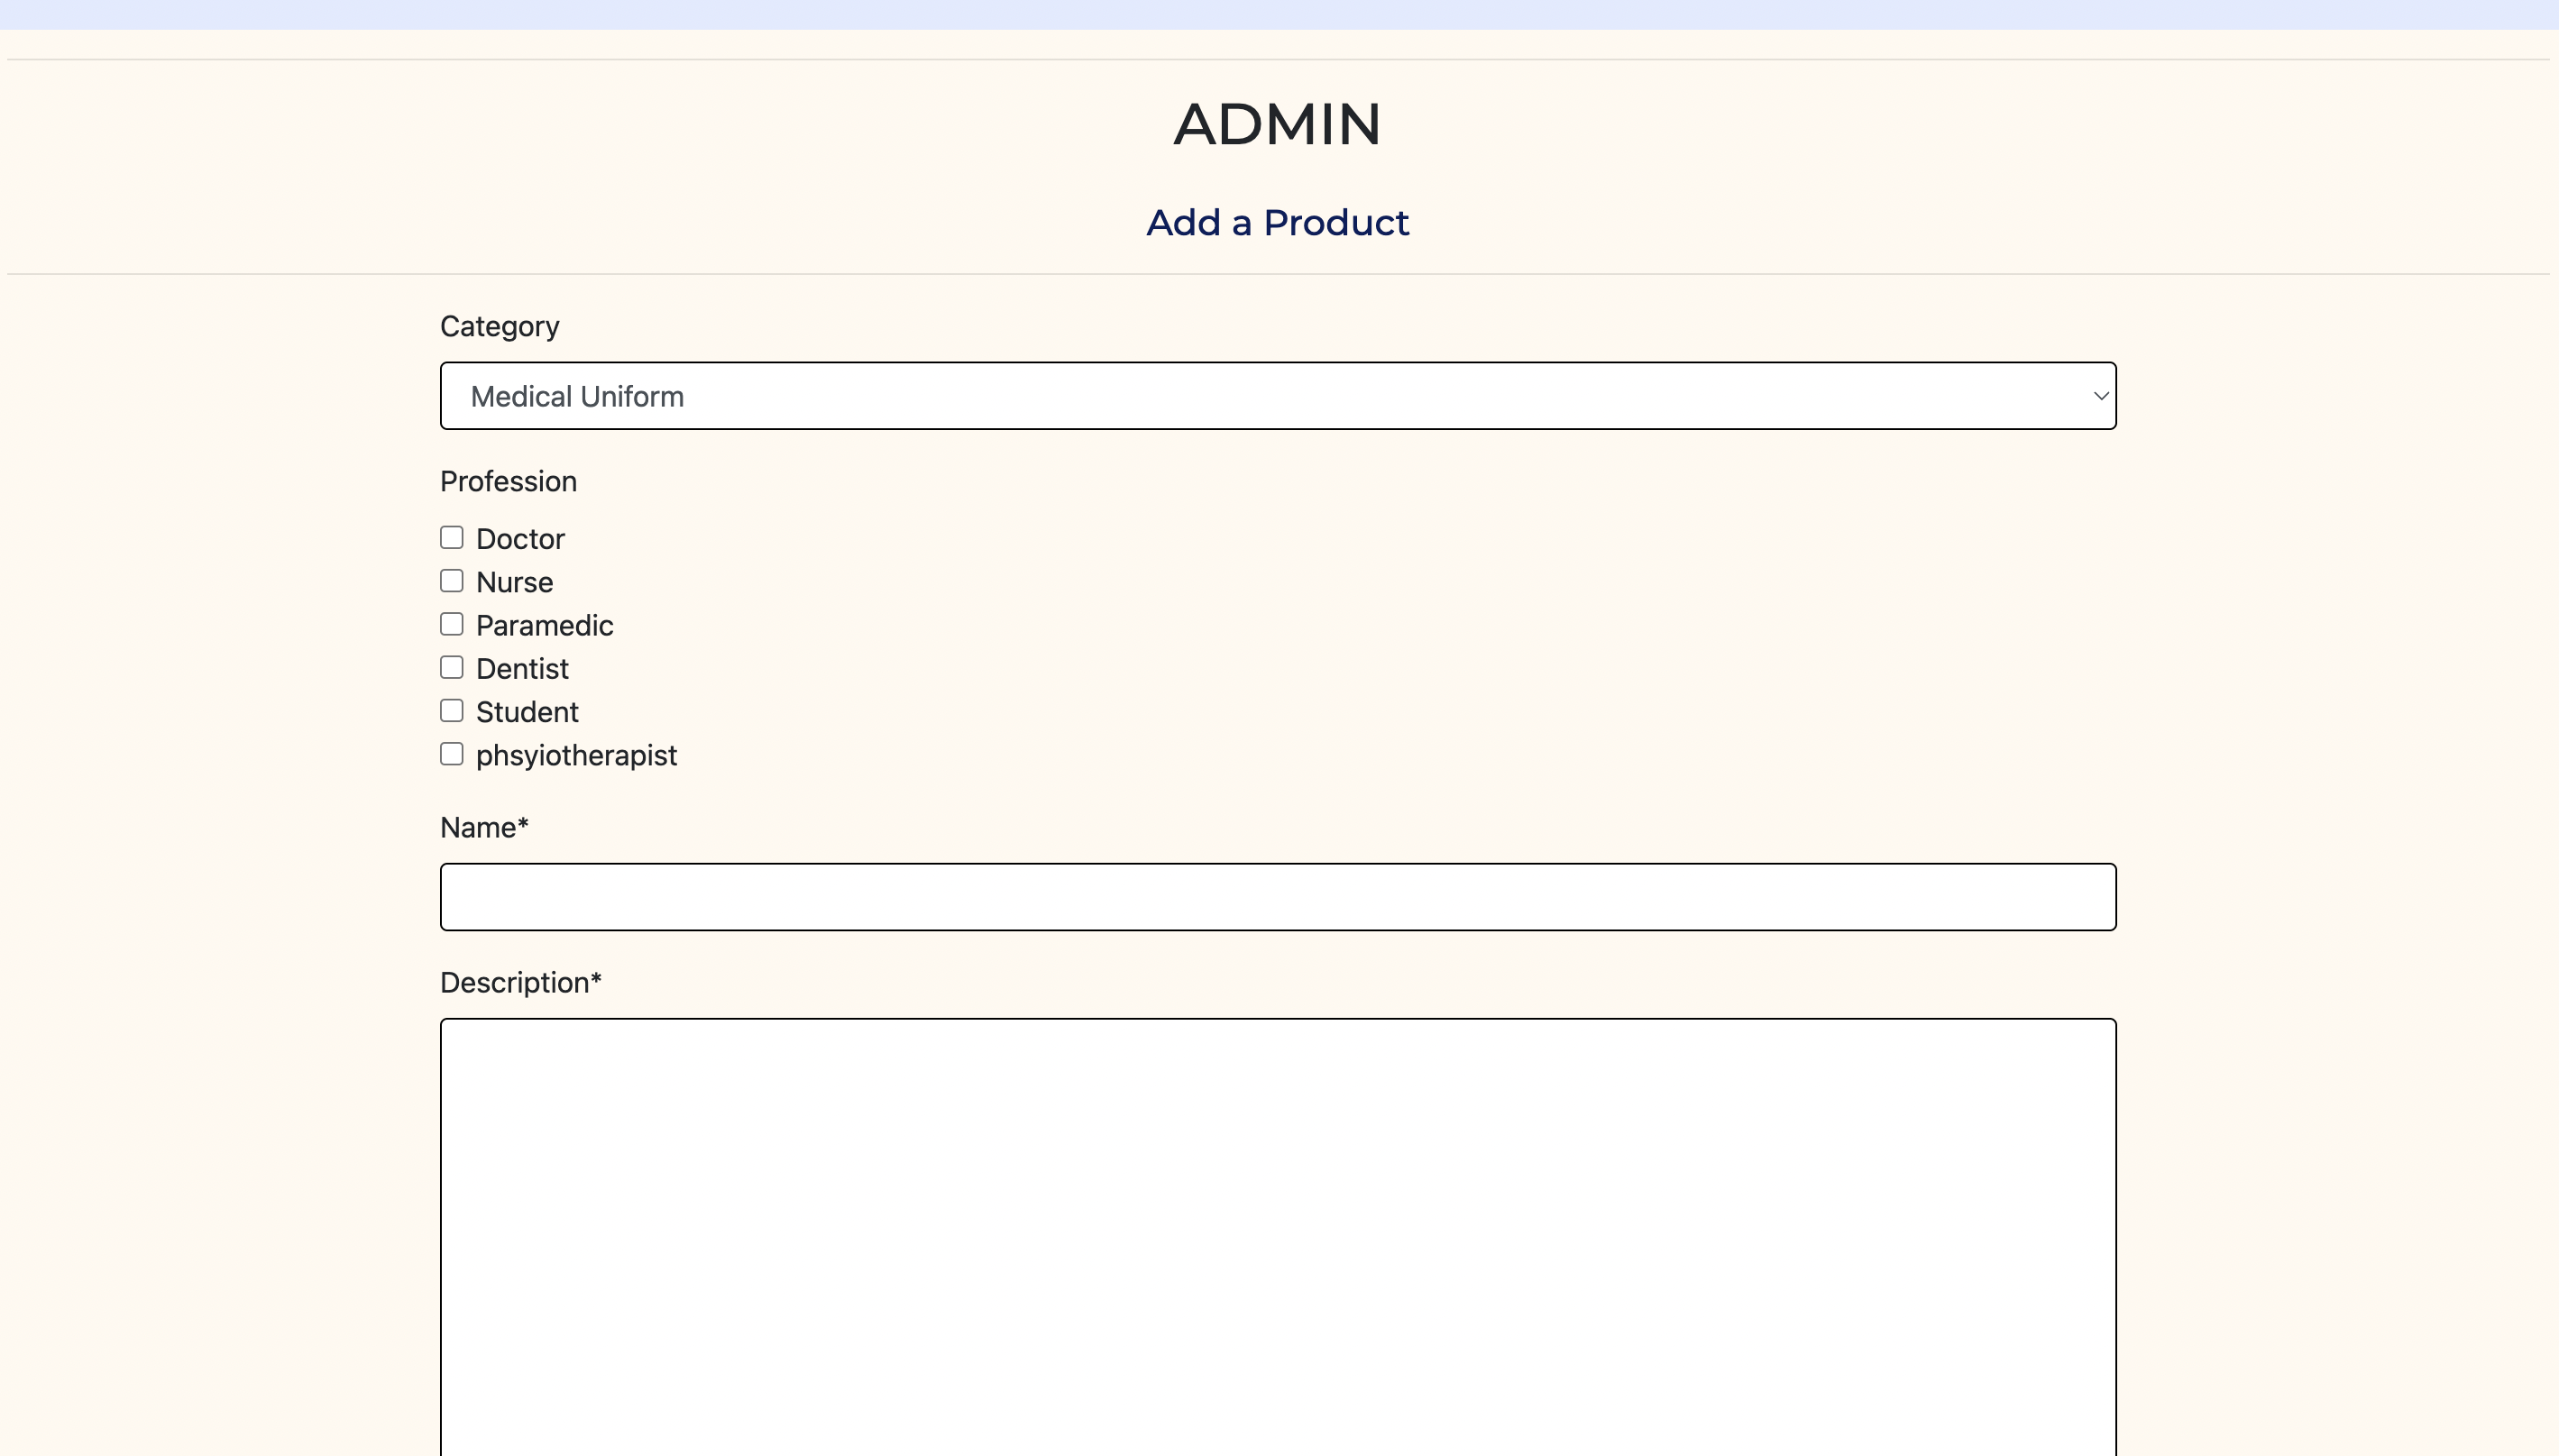 ADMIN
Add a Product
Category
Medical Uniform
Profession
Doctor
Nurse
Paramedic
Dentist
Student
phsyiotherapist
Name*
Description*